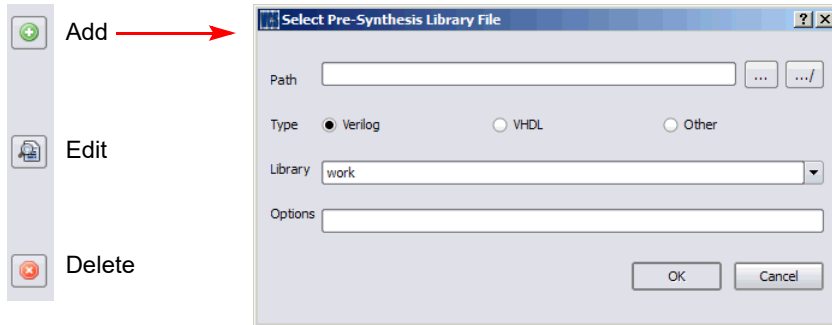 Add
Edit
Delete
Select Pre-Synthesis Library File
? X
Path
... .../
Type Verilog VHDL Other
Library work
Options
OK Cancel